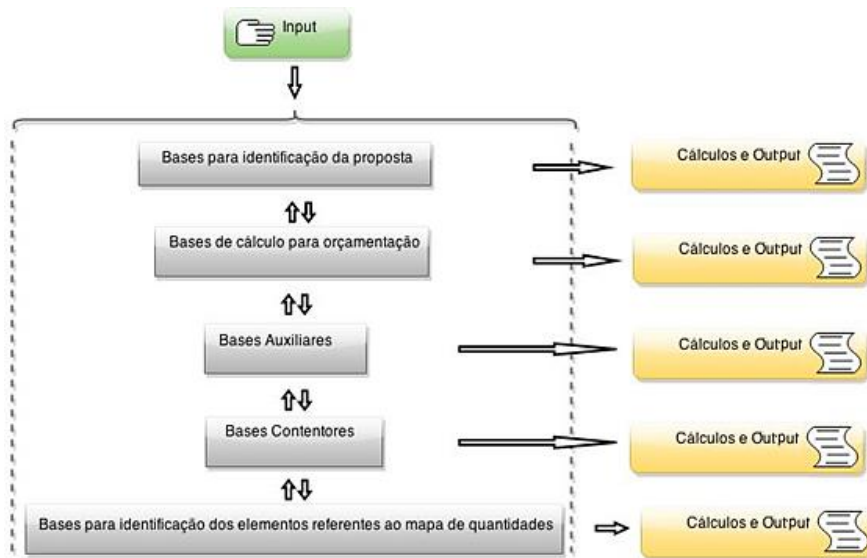 Input
Bases para identificação da proposta
Cálculos e Output
Bases de cálculo para orçamentação
Cálculos e Output
Bases Auxiliares
Cálculos e Output
Bases Contentores
Cálculos e Output
Bases para identificação dos elementos referentes ao mapa de quantidades
Cálculos e Output